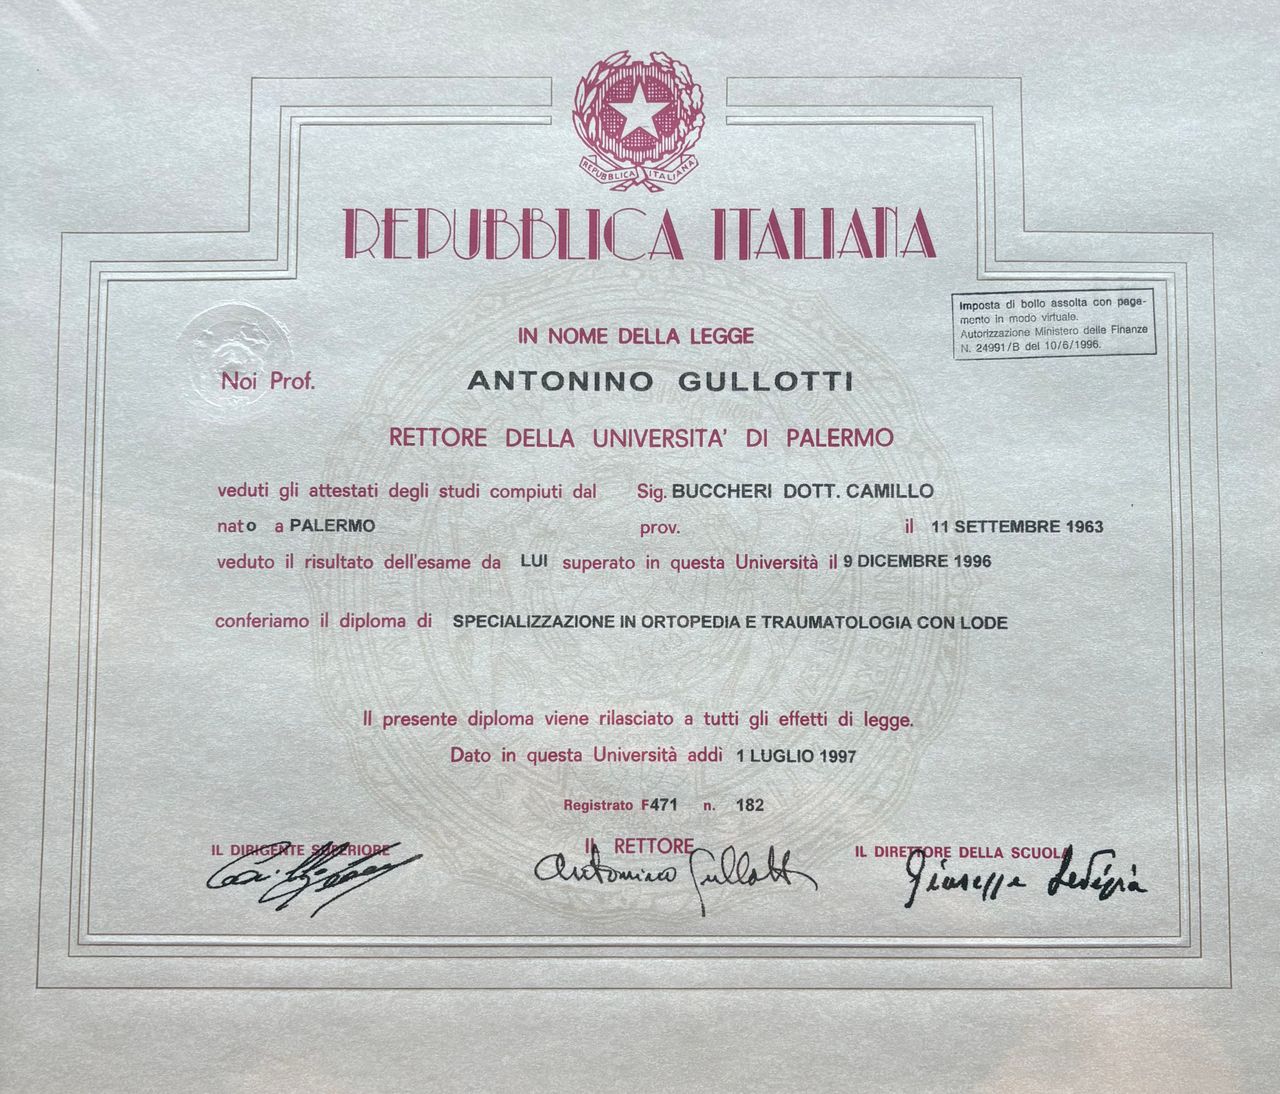 REPUBBLICA ITALIANA
REPUBBLICA ITALIANA
Imposta di bollo assolta con paga-
mento in modo virtuale.
Autorizzazione Ministero delle Finanze
N. 24991/B del 10/6/1996.
IN NOME DELLA LEGGE
Noi Prof. ANTONINO GULLOTTI
RETTORE DELLA UNIVERSITA' DI PALERMO
veduti gli attestati degli studi compiuti dal Sig. BUCCHERI DOTT. CAMILLO
nato a PALERMO prov. il 11 SETTEMBRE 1963
veduto il risultato dell'esame da LUI superato in questa Università il 9 DICEMBRE 1996
conferiamo il diploma di SPECIALIZZAZIONE IN ORTOPEDIA E TRAUMATOLOGIA CON LODE
Il presente diploma viene rilasciato a tutti gli effetti di legge.
Dato in questa Università addì 1 LUGLIO 1997
Registrato F471 n. 182
IL DIRIGENTE SUPERIORE IL RETTORE IL DIRETTORE DELLA SCUOLA
Antonino Gullotti Giuseppe